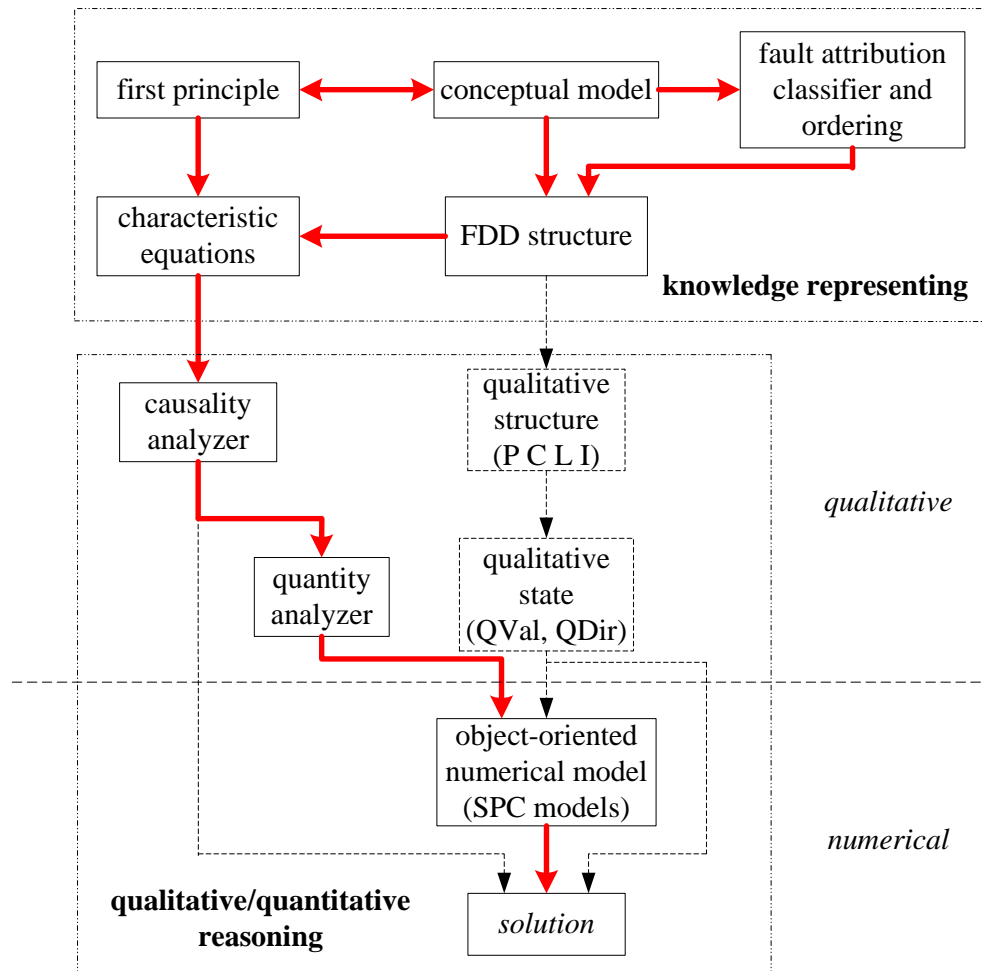 first principle
conceptual model
fault attribution
classifier and
ordering
characteristic
equations
FDD structure
knowledge representing
causality
analyzer
qualitative
structure
(P C L I)
qualitative
quantity
analyzer
qualitative
state
(QVal, QDir)
object-oriented
numerical model
(SPC models)
numerical
qualitative/quantitative
reasoning
solution